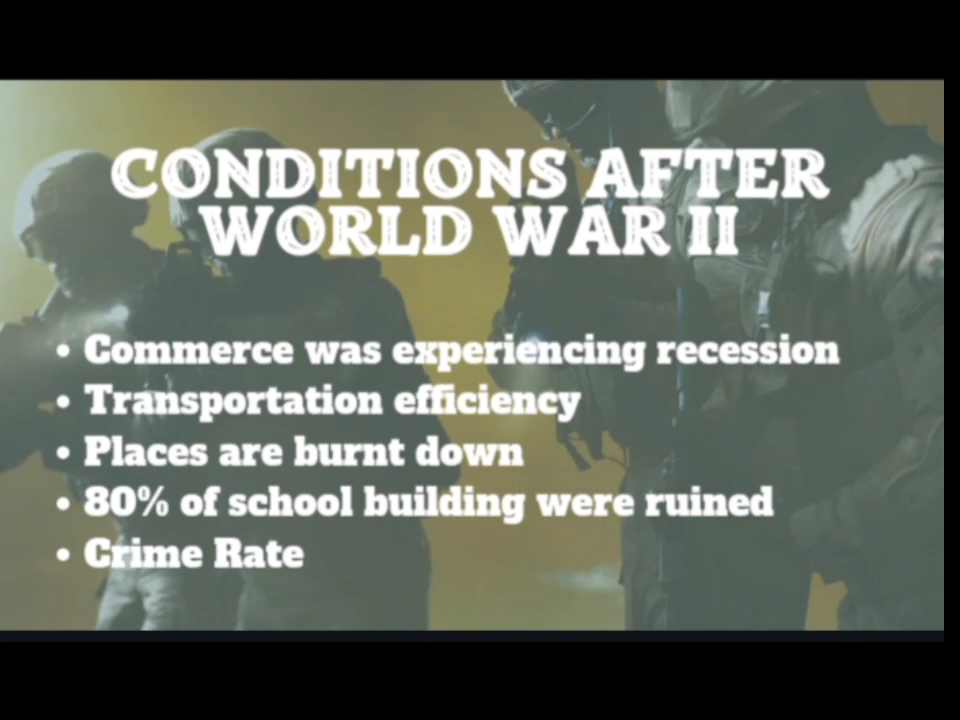 CONDITIONS AFTER
WORLD WAR II
• Commerce was experiencing recession
• Transportation efficiency
• Places are burnt down
• 80% of school building were ruined
• Crime Rate